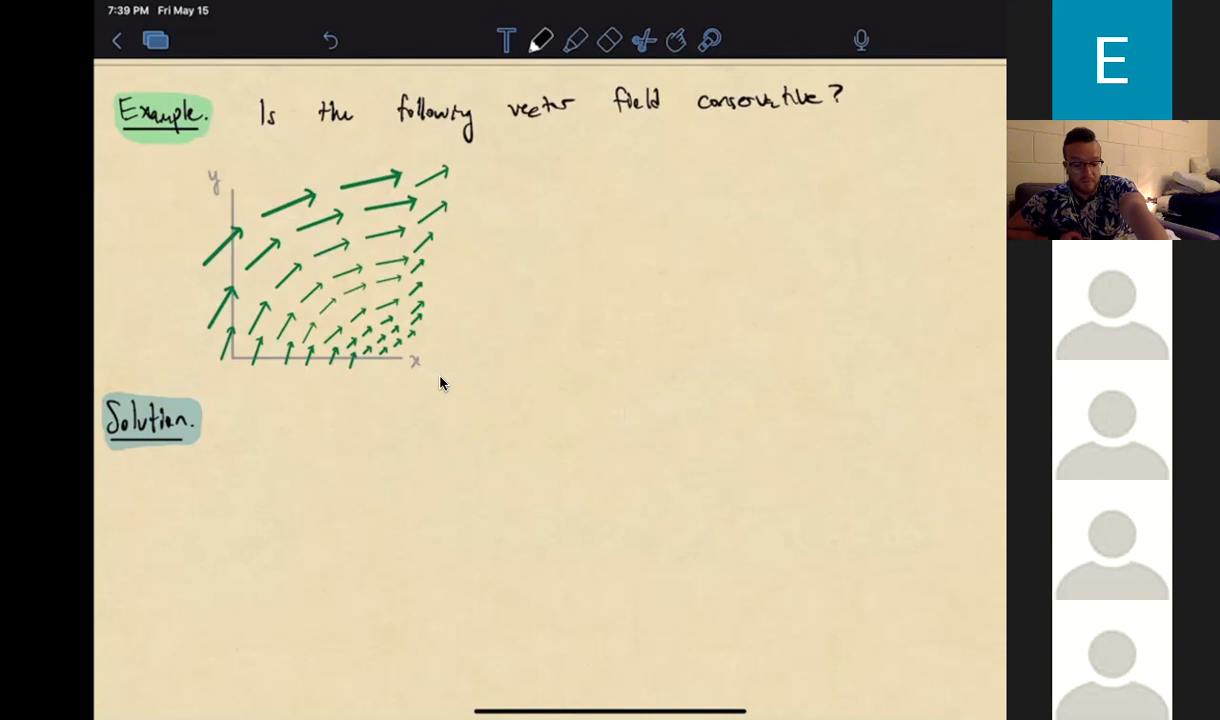 7:39 PM Fri May 15
T
E
Example. Is the following vector field conservative?
y
x
Solution.